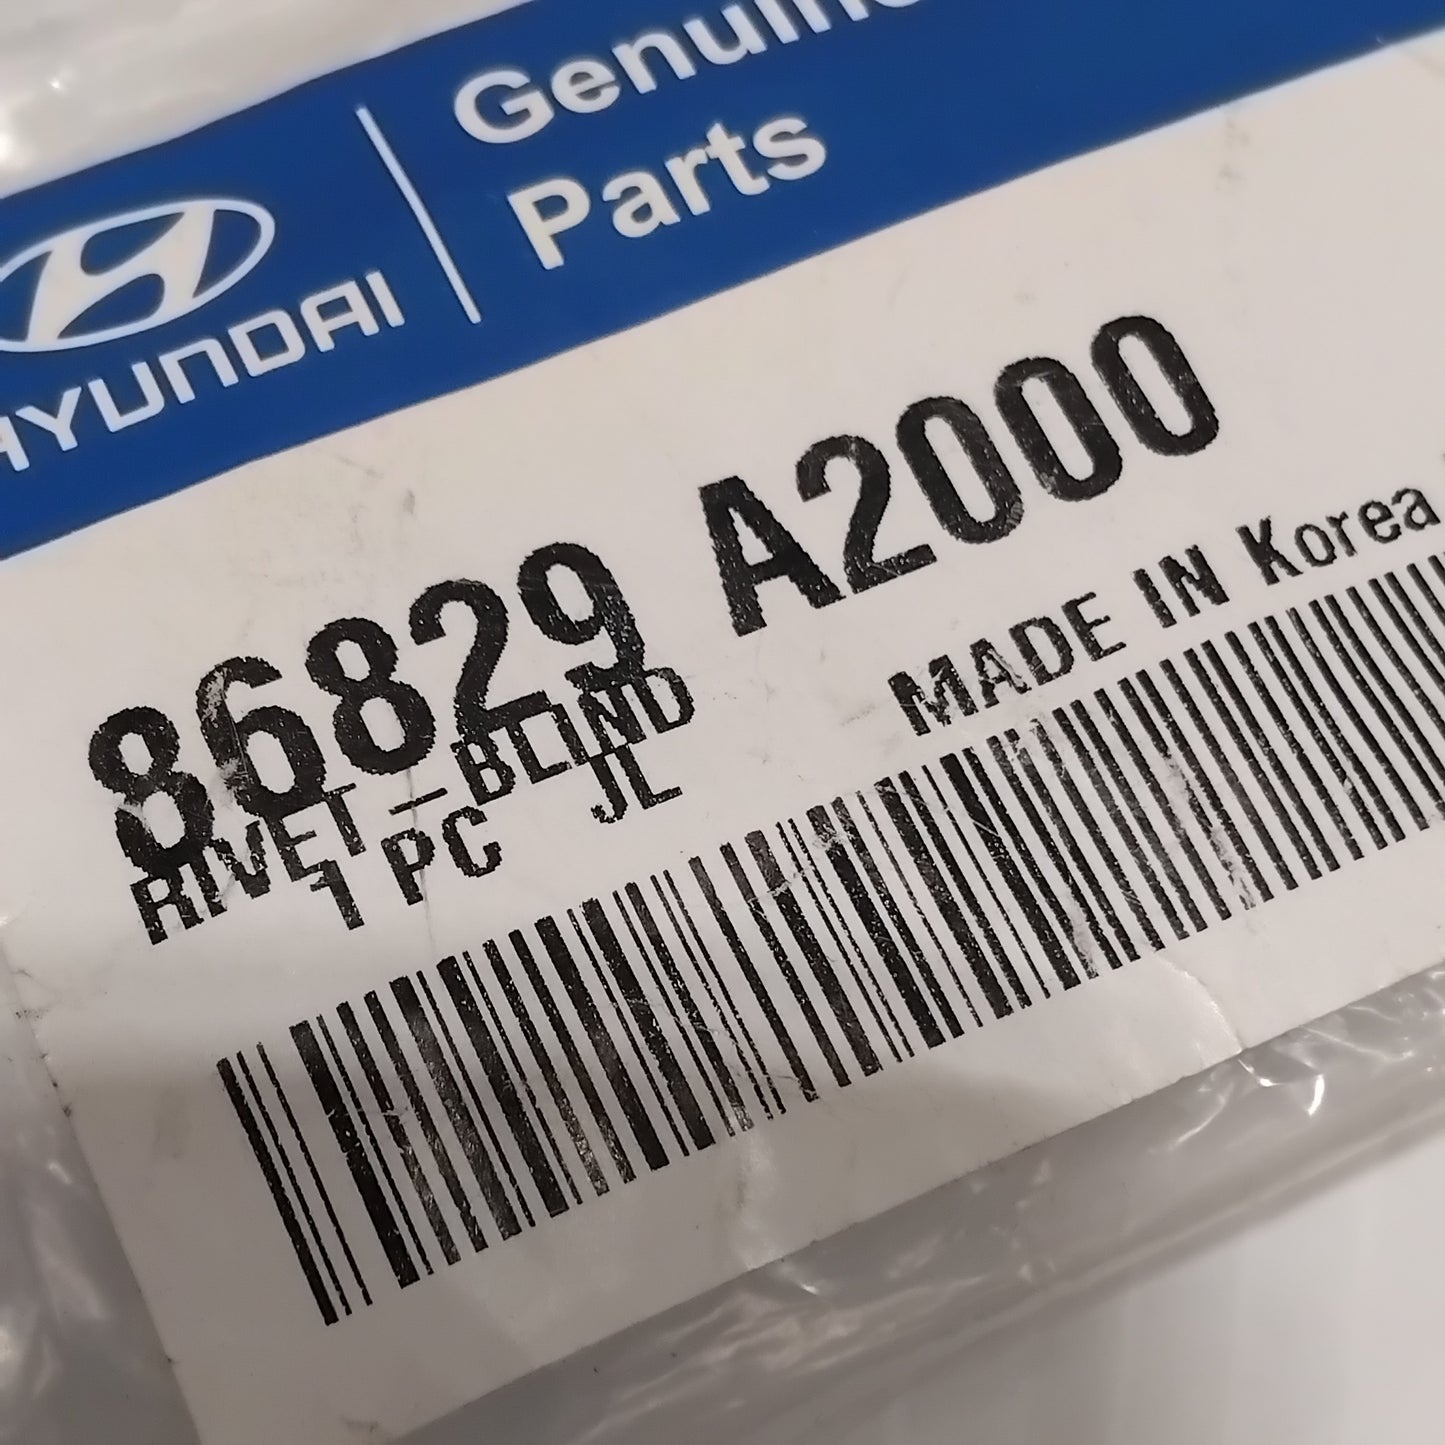 Genuine
Parts
HYUNDAI
86829 A2000
RIVET - BLIND
1 PC JL
MADE IN Korea